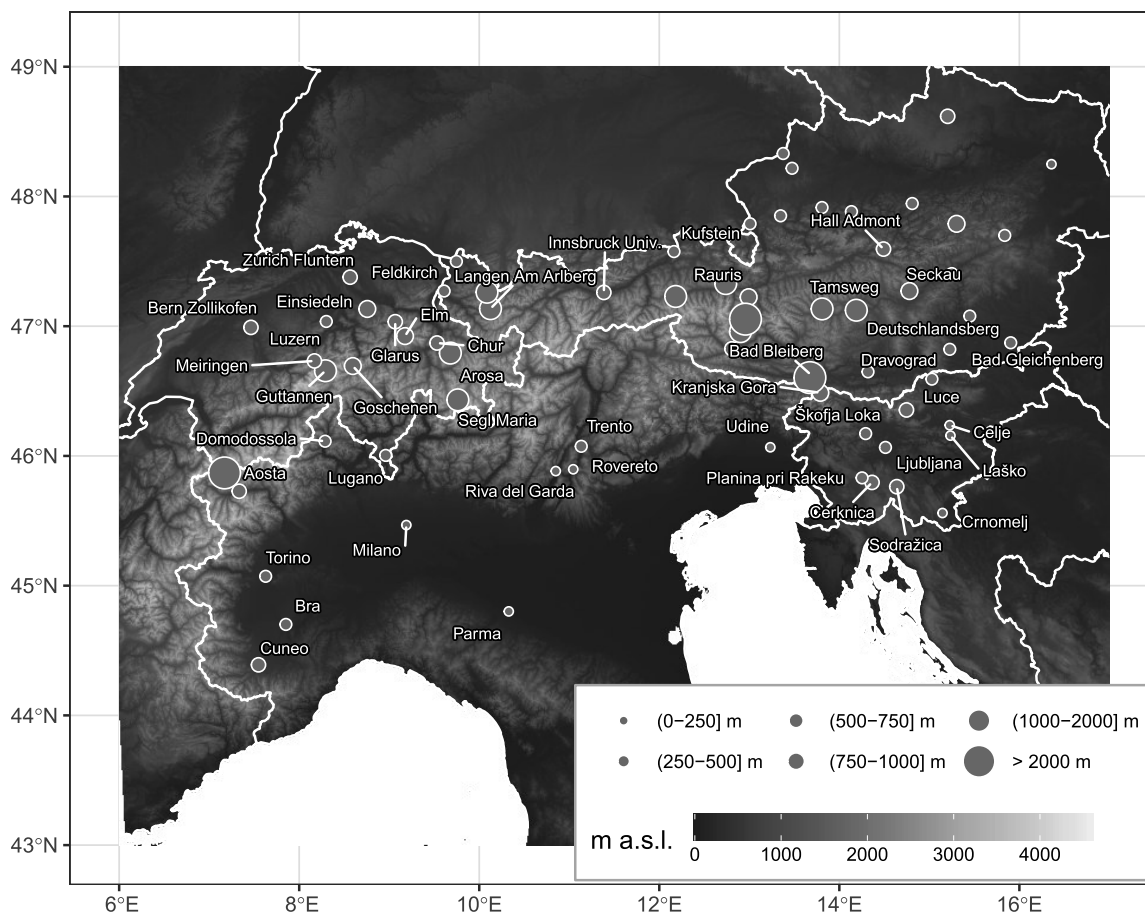 49°N
48°N
47°N
46°N
45°N
44°N
43°N
Hall Admont
Kufstein
Innsbruck Univ.
Zürich Fluntern
Feldkirch
Langen Am Arlberg
Rauris
Seckau
Tamsweg
Einsiedeln
Bern Zollikofen
Elm
Deutschlandsberg
Luzern
Chur
Glarus
Bad Bleiberg
Dravograd
Bad Gleichenberg
Meiringen
Arosa
Kranjska Gora
Guttannen
Goschenen
Luce
Segl Maria
Škofja Loka
Trento
Udine
Celje
Domodossola
Rovereto
Ljubljana
Laško
Aosta
Lugano
Planina pri Rakeku
Riva del Garda
Cerknica
Crnomelj
Milano
Sodražica
Torino
Bra
Parma
Cuneo
(0−250] m
(500−750] m
(1000−2000] m
(250−500] m
(750−1000] m
> 2000 m
m a.s.l.
0
1000
2000
3000
4000
6°E
8°E
10°E
12°E
14°E
16°E